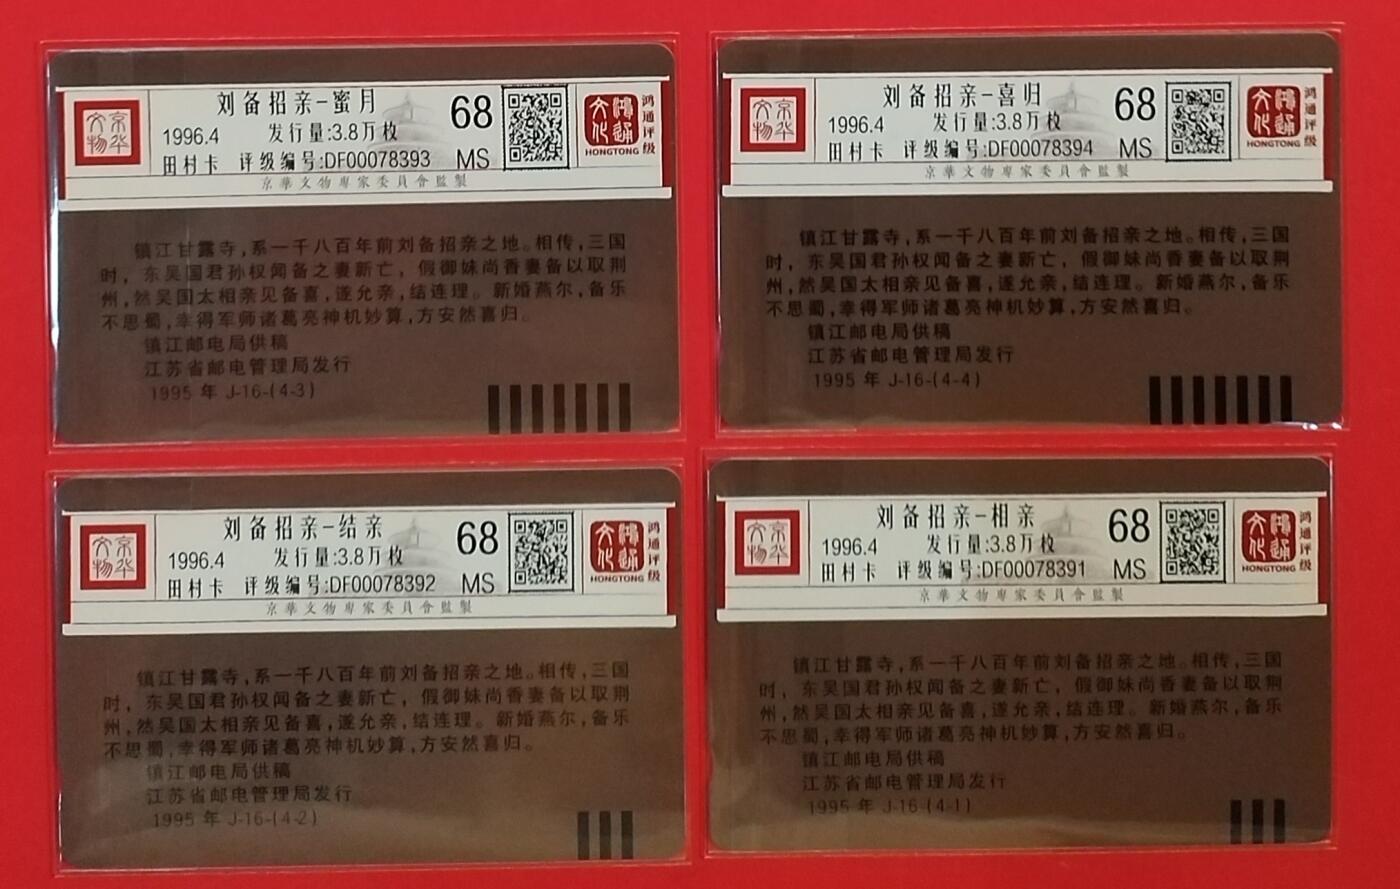 京华文物
刘备招亲-蜜月
1996.4 发行量:3.8万枚
田村卡 评级编号:DF00078393
68
MS
鸿通文化
HONGTONG
鸿通评级
京華文物專家委員會監製
镇江甘露寺,系一千八百年前刘备招亲之地。相传,三国
时,东吴国君孙权闻备之妻新亡,假御妹尚香妻备以取荆
州,然吴国太相亲见备喜,遂允亲,结连理。新婚燕尔,备乐
不思蜀,幸得军师诸葛亮神机妙算,方安然喜归。
镇江邮电局供稿
江苏省邮电管理局发行
1995年 J-16-(4-3)
京华文物
刘备招亲-喜归
1996.4 发行量:3.8万枚
田村卡 评级编号:DF00078394
68
MS
鸿通文化
HONGTONG
鸿通评级
京華文物專家委員會監製
镇江甘露寺,系一千八百年前刘备招亲之地。相传,三国
时,东吴国君孙权闻备之妻新亡,假御妹尚香妻备以取荆
州,然吴国太相亲见备喜,遂允亲,结连理。新婚燕尔,备乐
不思蜀,幸得军师诸葛亮神机妙算,方安然喜归。
镇江邮电局供稿
江苏省邮电管理局发行
1995年 J-16-(4-4)
京华文物
刘备招亲-结亲
1996.4 发行量:3.8万枚
田村卡 评级编号:DF00078392
68
MS
鸿通文化
HONGTONG
鸿通评级
京華文物專家委員會監製
镇江甘露寺,系一千八百年前刘备招亲之地。相传,三国
时,东吴国君孙权闻备之妻新亡,假御妹尚香妻备以取荆
州,然吴国太相亲见备喜,遂允亲,结连理。新婚燕尔,备乐
不思蜀,幸得军师诸葛亮神机妙算,方安然喜归。
镇江邮电局供稿
江苏省邮电管理局发行
1995年 J-16-(4-2)
京华文物
刘备招亲-相亲
1996.4 发行量:3.8万枚
田村卡 评级编号:DF00078391
68
MS
鸿通文化
HONGTONG
鸿通评级
京華文物專家委員會監製
镇江甘露寺,系一千八百年前刘备招亲之地。相传,三国
时,东吴国君孙权闻备之妻新亡,假御妹尚香妻备以取荆
州,然吴国太相亲见备喜,遂允亲,结连理。新婚燕尔,备乐
不思蜀,幸得军师诸葛亮神机妙算,方安然喜归。
镇江邮电局供稿
江苏省邮电管理局发行
1995年 J-16-(4-1)